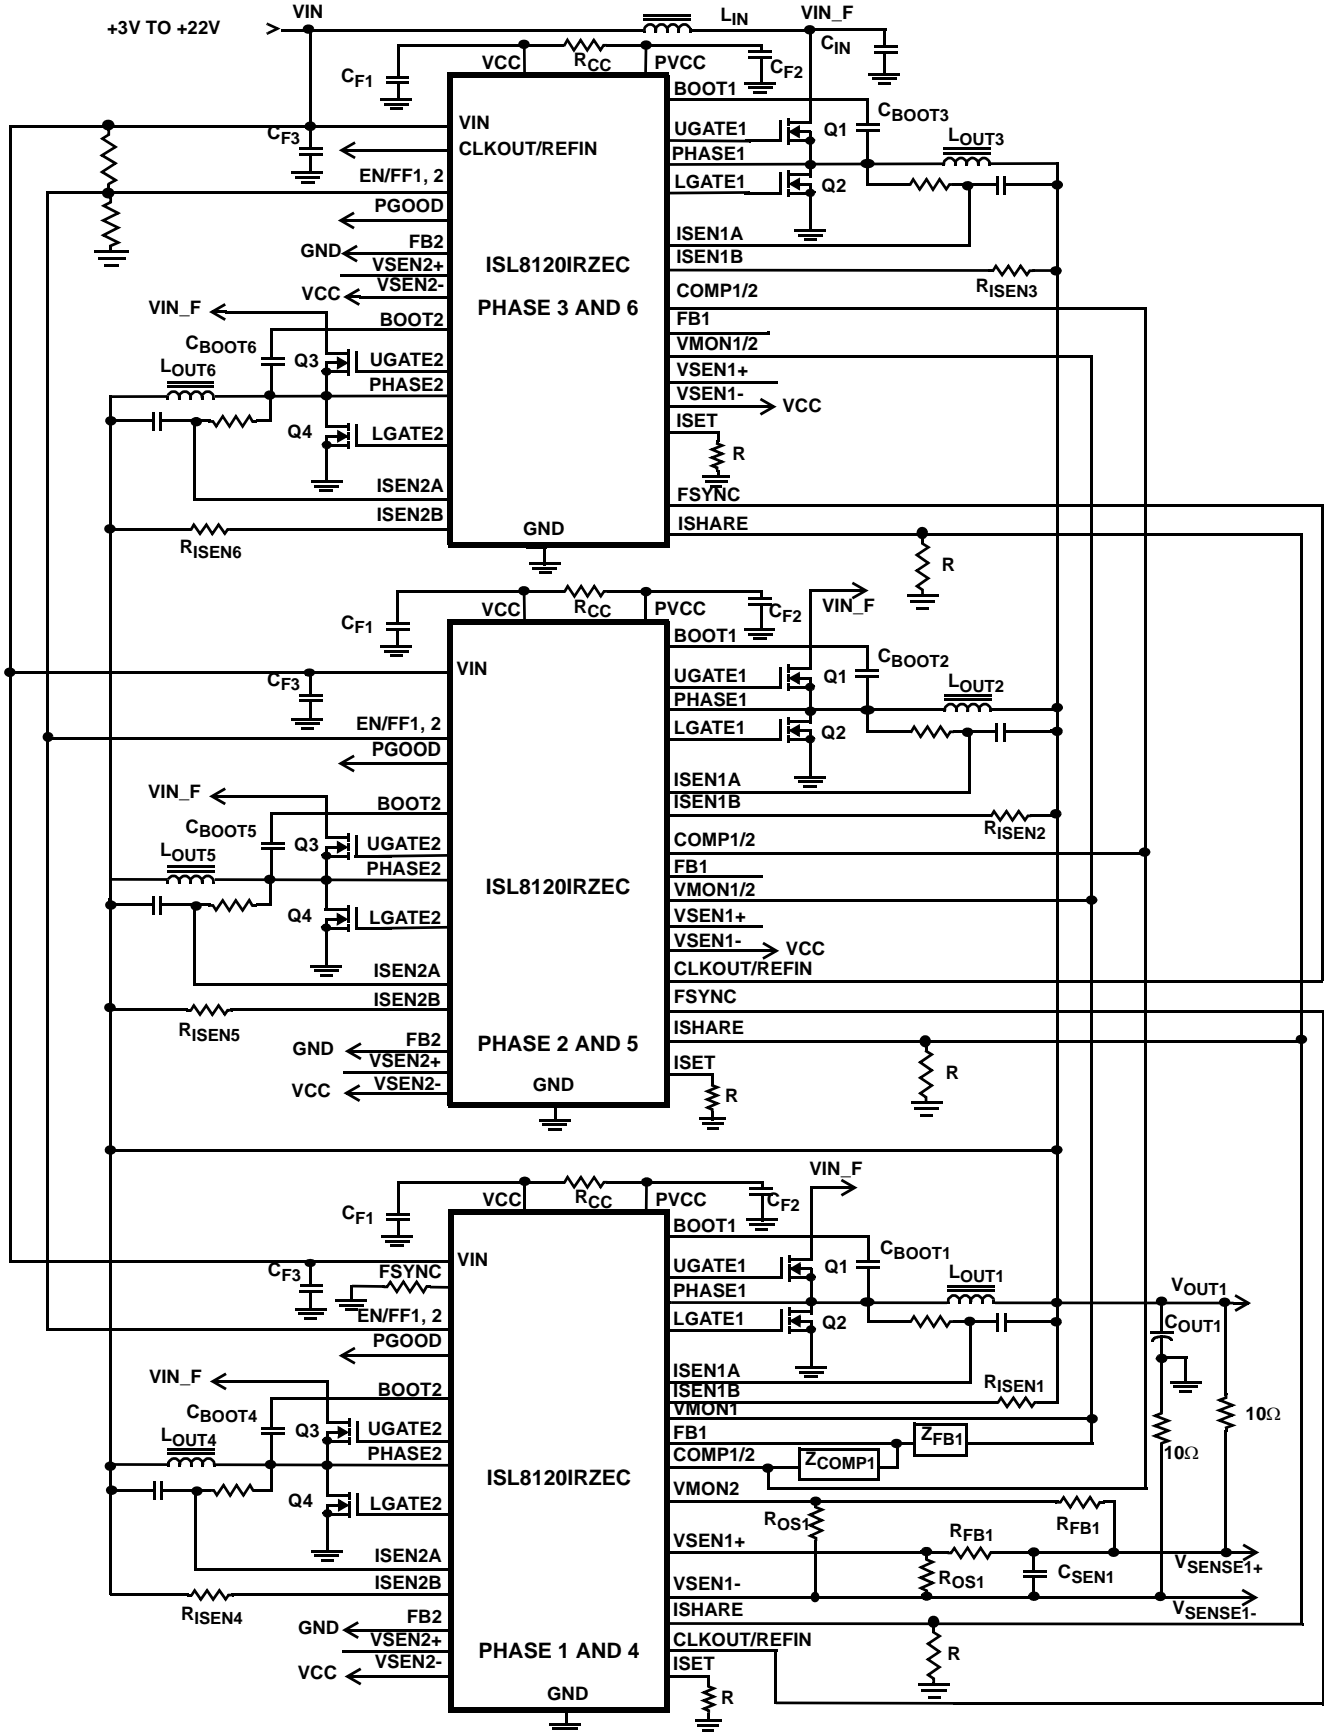 +3V TO +22V
VIN
LIN
VIN_F
CIN
CF1
VCC
RCC
PVCC
CF2
BOOT1
CBOOT3
VIN
CF3
CLKOUT/REFIN
UGATE1
Q1
LOUT3
PHASE1
EN/FF1, 2
LGATE1
Q2
PGOOD
ISEN1A
GND
FB2
ISEN1B
VSEN2+
ISL8120IRZEC
RISEN3
VCC
VSEN2-
COMP1/2
VIN_F
PHASE 3 AND 6
BOOT2
FB1
CBOOT6
VMON1/2
Q3
UGATE2
LOUT6
VSEN1+
PHASE2
VSEN1-
VCC
ISET
Q4
LGATE2
R
ISEN2A
FSYNC
ISEN2B
ISHARE
RISEN6
GND
R
CF1
VCC
RCC
PVCC
CF2
VIN_F
BOOT1
CBOOT2
VIN
CF3
UGATE1
Q1
LOUT2
PHASE1
EN/FF1, 2
LGATE1
Q2
PGOOD
ISEN1A
VIN_F
BOOT2
ISEN1B
RISEN2
CBOOT5
Q3
UGATE2
COMP1/2
LOUT5
PHASE2
FB1
ISL8120IRZEC
VMON1/2
Q4
LGATE2
VSEN1+
VSEN1-
VCC
ISEN2A
CLKOUT/REFIN
ISEN2B
FSYNC
RISEN5
ISHARE
GND
FB2
PHASE 2 AND 5
VSEN2+
ISET
R
VCC
VSEN2-
GND
R
VIN_F
CF1
VCC
RCC
PVCC
CF2
BOOT1
CBOOT1
VIN
CF3
FSYNC
UGATE1
Q1
LOUT1
PHASE1
VOUT1
EN/FF1, 2
LGATE1
Q2
COUT1
PGOOD
ISEN1A
VIN_F
BOOT2
ISEN1B
RISEN1
CBOOT4
VMON1
10Ω
Q3
UGATE2
FB1
ZFB1
LOUT4
PHASE2
COMP1/2
ZCOMP1
10Ω
ISL8120IRZEC
VMON2
Q4
LGATE2
ROS1
RFB1
VSEN1+
RFB1
ISEN2A
VSENSE1+
ISEN2B
VSEN1-
ROS1
CSEN1
RISEN4
ISHARE
VSENSE1-
GND
FB2
CLKOUT/REFIN
VSEN2+
PHASE 1 AND 4
R
VCC
VSEN2-
ISET
GND
R